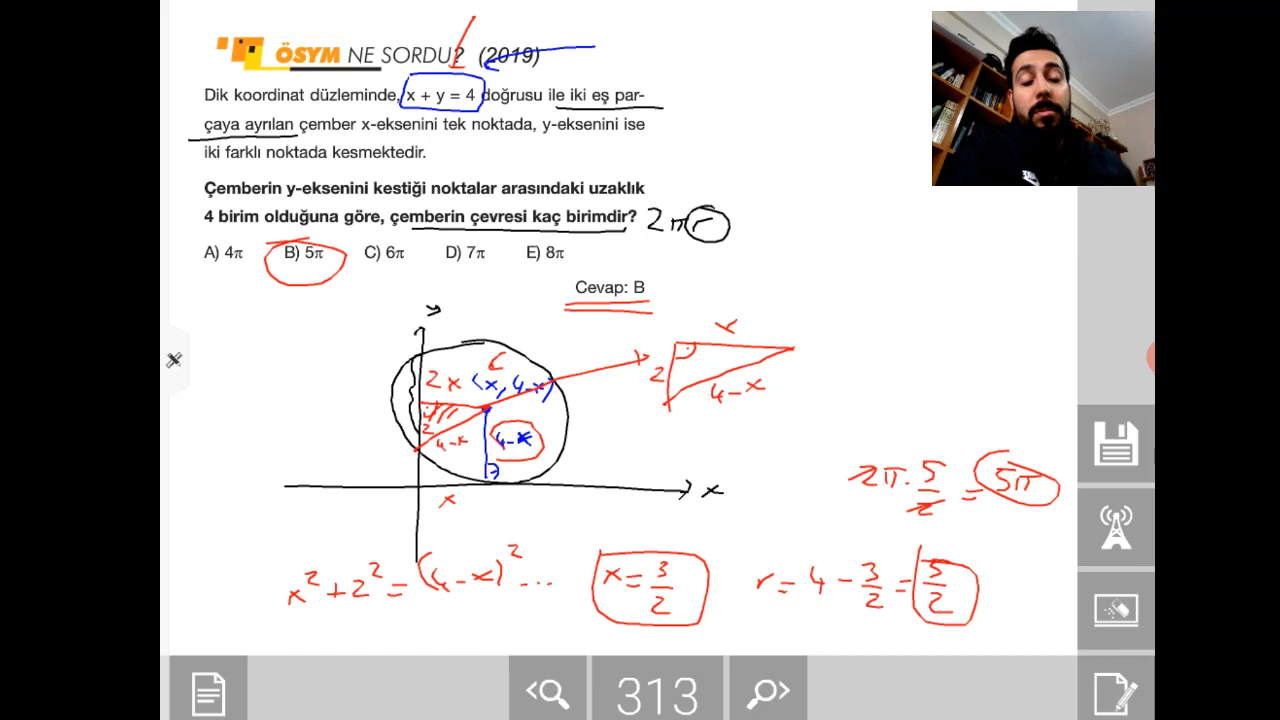 ÖSYM NE SORDU? (2019)
Dik koordinat düzleminde, x + y = 4 doğrusu ile iki eş par-
çaya ayrılan çember x-eksenini tek noktada, y-eksenini ise
iki farklı noktada kesmektedir.
Çemberin y-eksenini kestiği noktalar arasındaki uzaklık
4 birim olduğuna göre, çemberin çevresi kaç birimdir? 2πr
A) 4π B) 5π C) 6π D) 7π E) 8π
Cevap: B
y
x
2 x (x, 4-x)
2
4-x
2 4-x 4-x
x
x
2π · 5/2 = 5π
x² + 2² = (4-x)² ... x = 3/2 r = 4 - 3/2 = 5/2
313